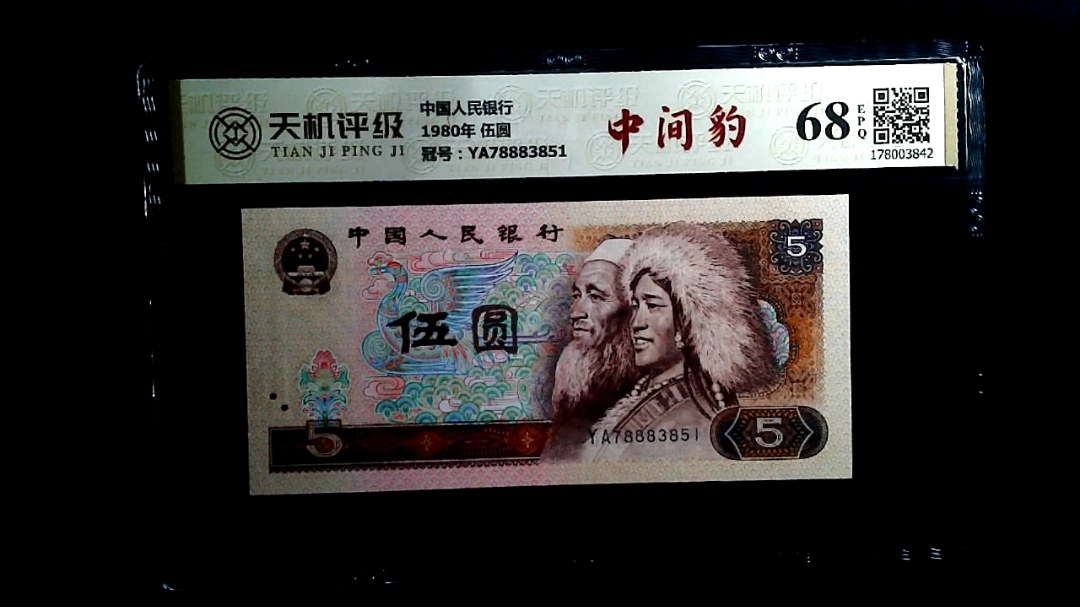 天机评级
TIAN JI PING JI
中国人民银行
1980年 伍圆
冠号：YA78883851
中间豹
68
EPQ
178003842
中国人民银行
5
伍圆
5
YA78883851
5